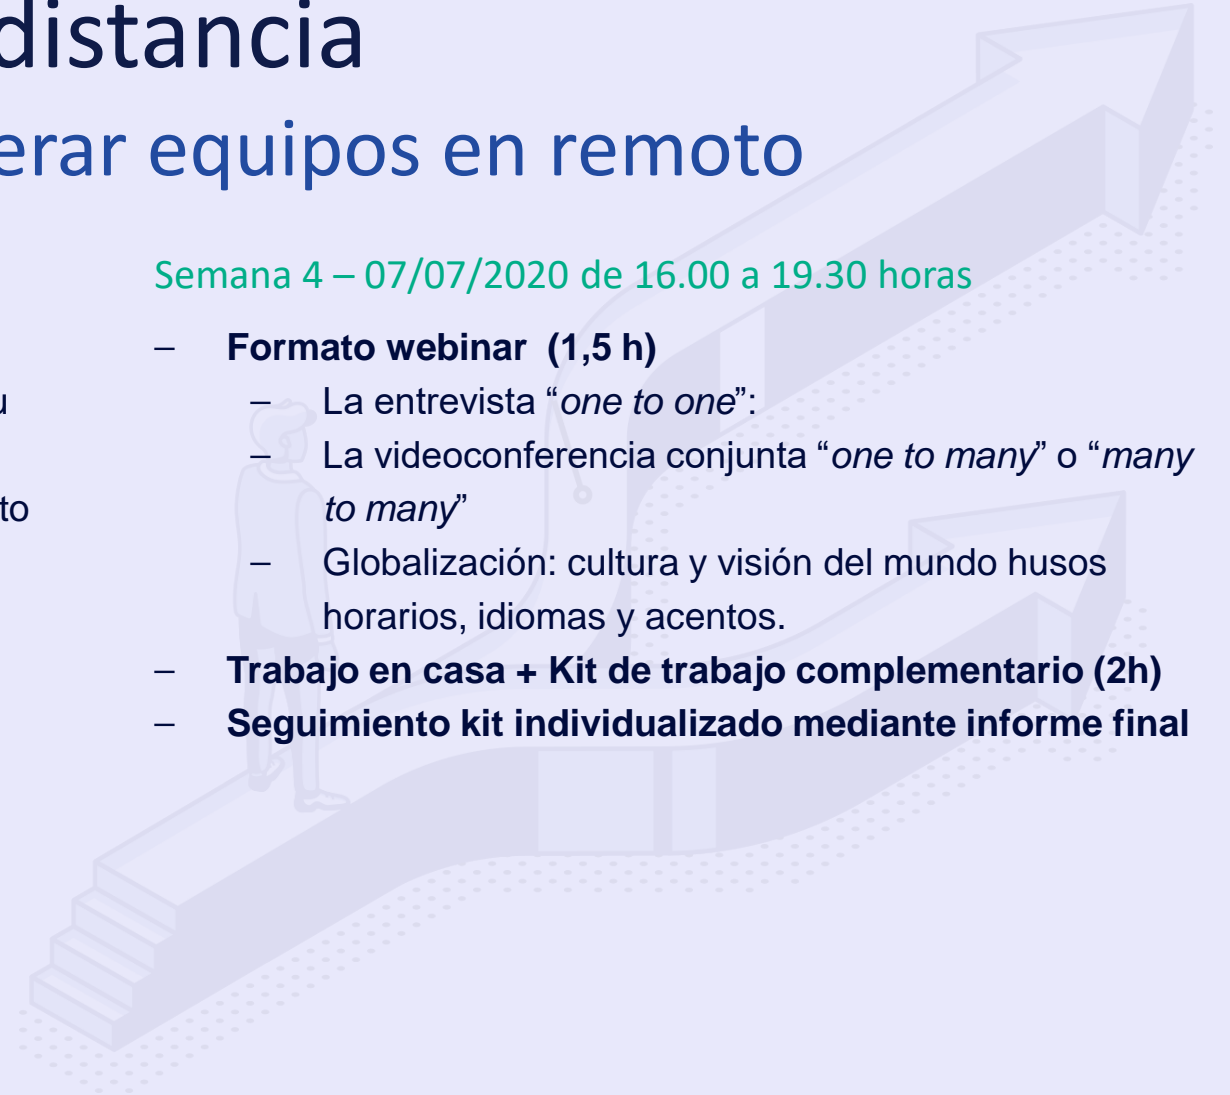 distancia
erar equipos en remoto
Semana 4 – 07/07/2020 de 16.00 a 19.30 horas
– Formato webinar (1,5 h)
– La entrevista “one to one”:
– La videoconferencia conjunta “one to many” o “many
to many”
– Globalización: cultura y visión del mundo husos
horarios, idiomas y acentos.
– Trabajo en casa + Kit de trabajo complementario (2h)
– Seguimiento kit individualizado mediante informe final
u
to